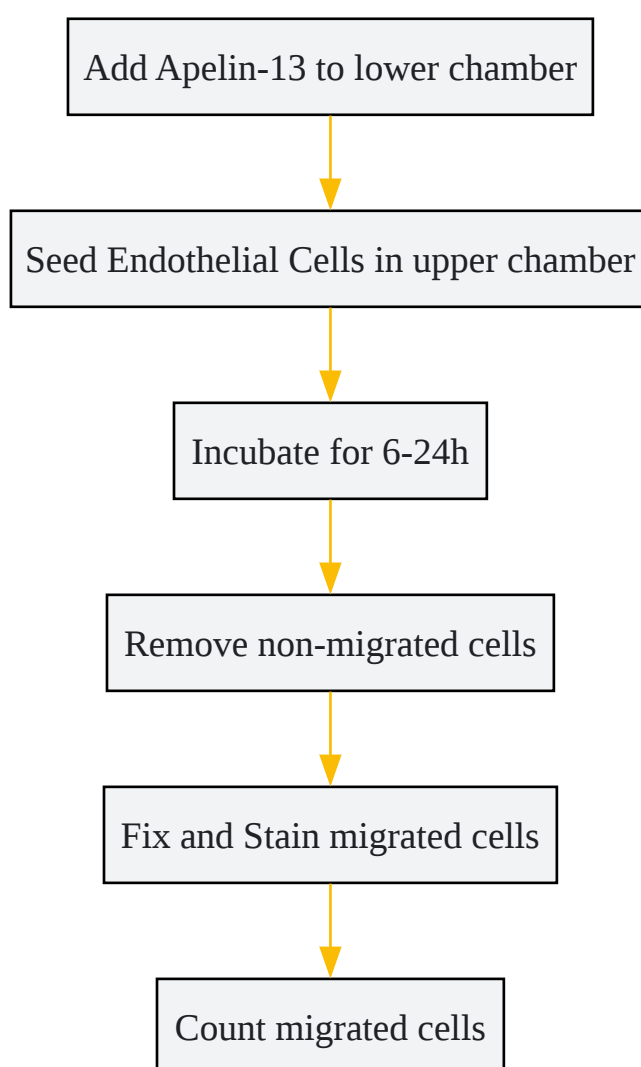 Add Apelin-13 to lower chamber
Seed Endothelial Cells in upper chamber
Incubate for 6-24h
Remove non-migrated cells
Fix and Stain migrated cells
Count migrated cells